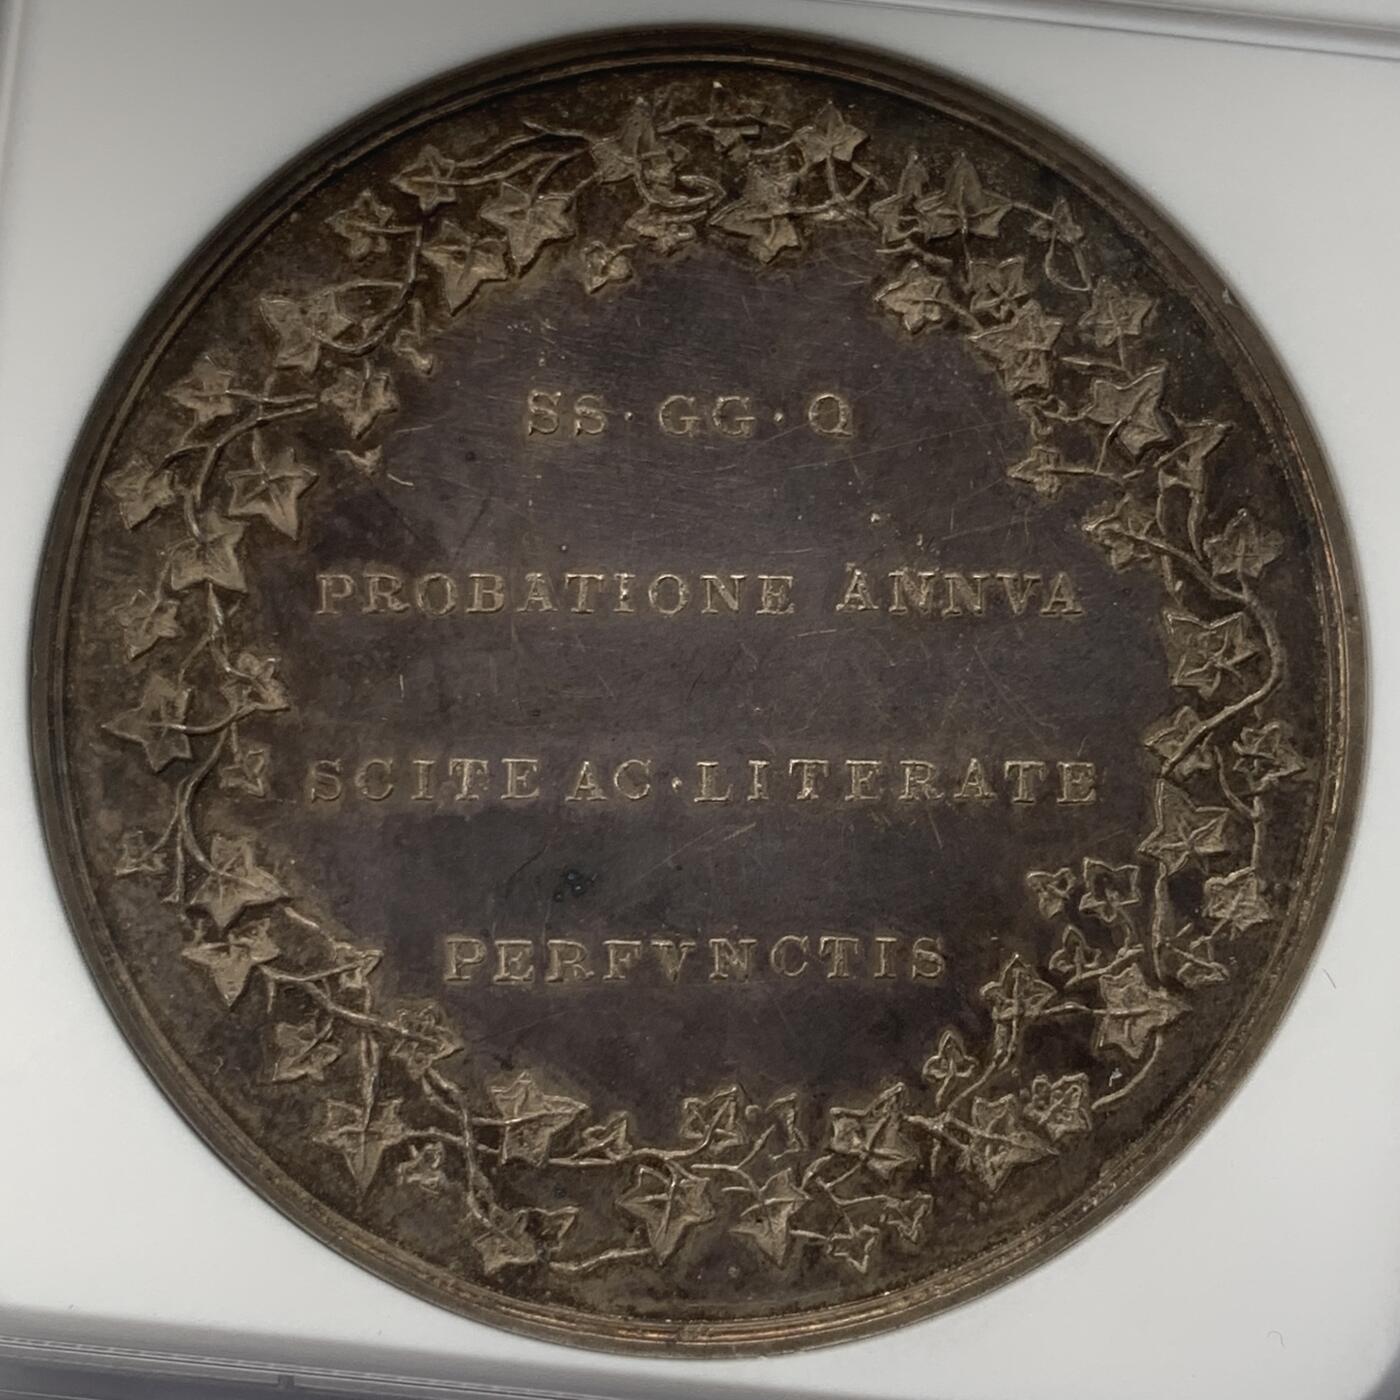 SS · GG · Q
PROBATIONE ANNVA
SCITE AC · LITERATE
PERFVNCTIS